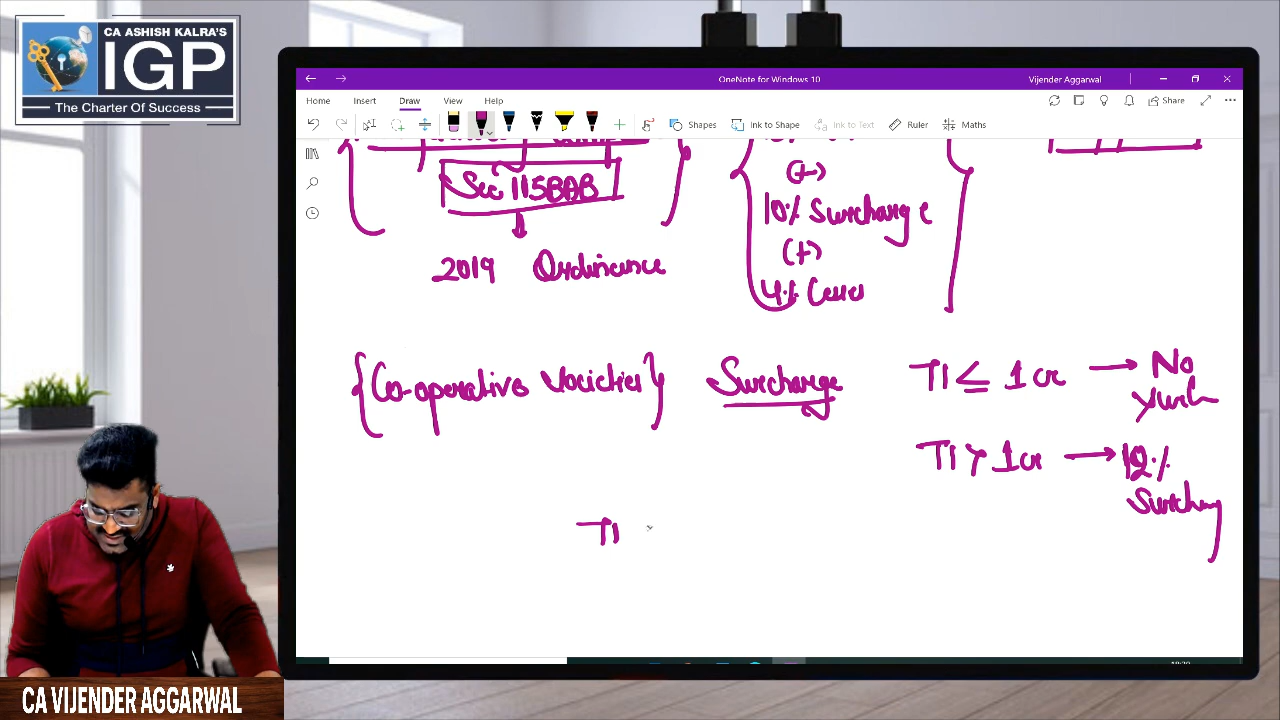 CA ASHISH KALRA'S
IGP
The Charter Of Success
OneNote for Windows 10
Vijender Aggarwal
Home Insert Draw View Help
Share
Shapes Ink to Shape Ink to Text Ruler Maths
Sec 115BAB
2019 Ordinance
(+)
10% Surcharge
(+)
4% Cess
{Co-operative Societies} Surcharge
TI ≤ 1 cr → No
TI > 1 cr → 12%
TI
CA VIJENDER AGGARWAL